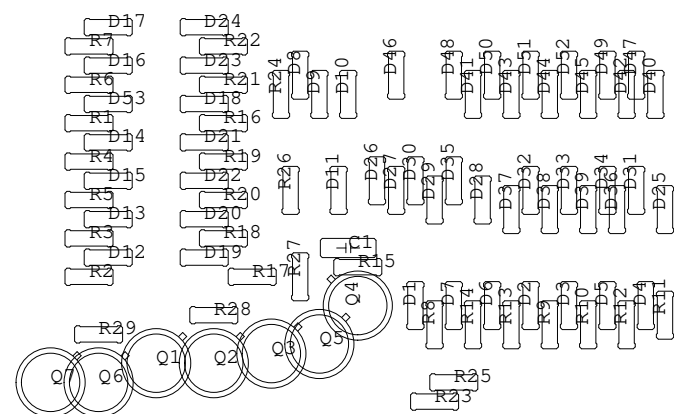 D17 D24
R7 R22
D16 D23
R6 R21
D53 D18
R1 R16
D14 D21
R4 R19
D15 D22
R5 R20
D13 D20
R3 R18
D12 D19
R2 R17
R24 D8 D9 D10 D46 D48 D41 D50 D43 D51 D44 D52 D45 D49 D42 D47 D40
R26 D11 D26 D27 D30 D29 D35 D28 D37 D32 D38 D33 D39 D34 D36 D31 D25
R27 C1
R15
Q4 D1 R8 D7 R14 D6 R13 D2 R9 D3 R10 D5 R12 D4 R11
R28
R29
Q7 Q6 Q1 Q2 Q3 Q5
R25
R23